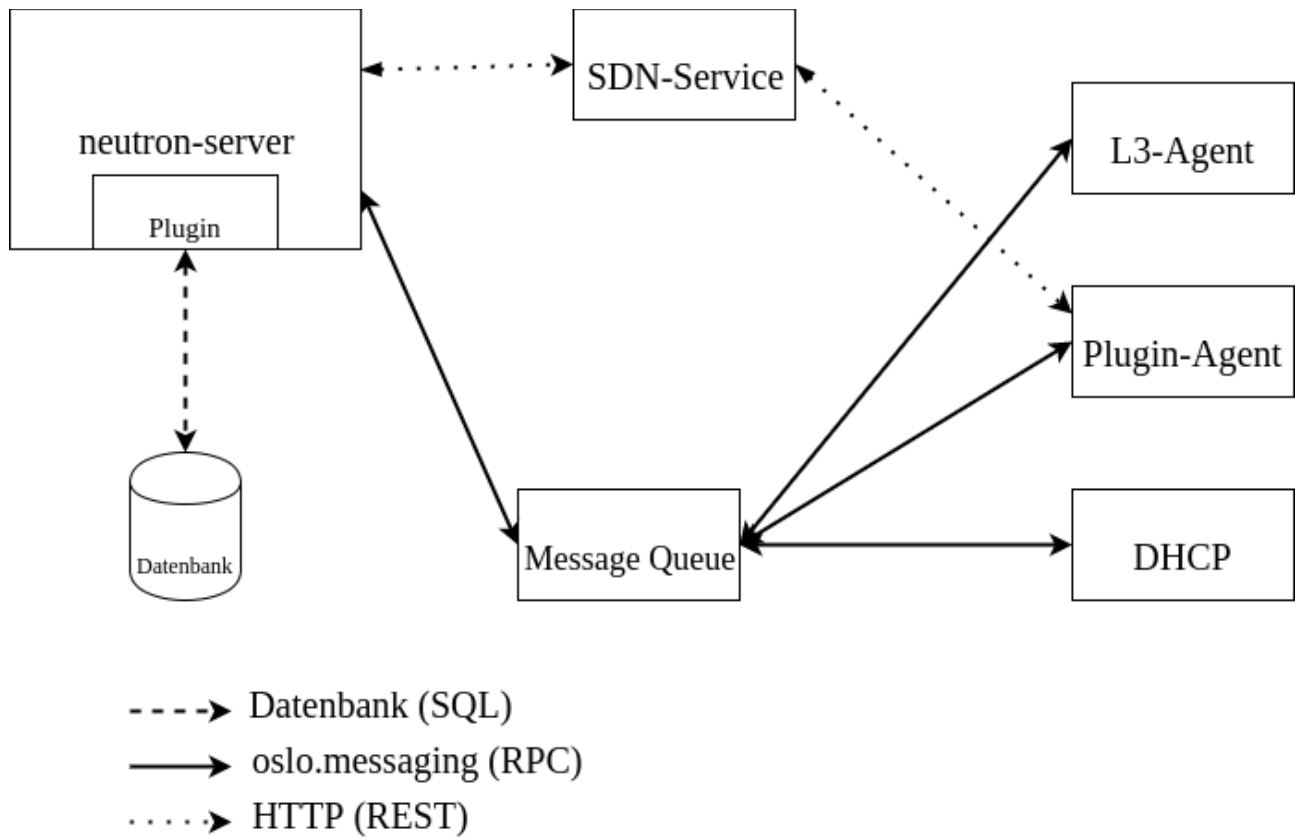 SDN-Service
neutron-server
Plugin
L3-Agent
Plugin-Agent
Datenbank
Message Queue
DHCP
Datenbank (SQL)
oslo.messaging (RPC)
HTTP (REST)